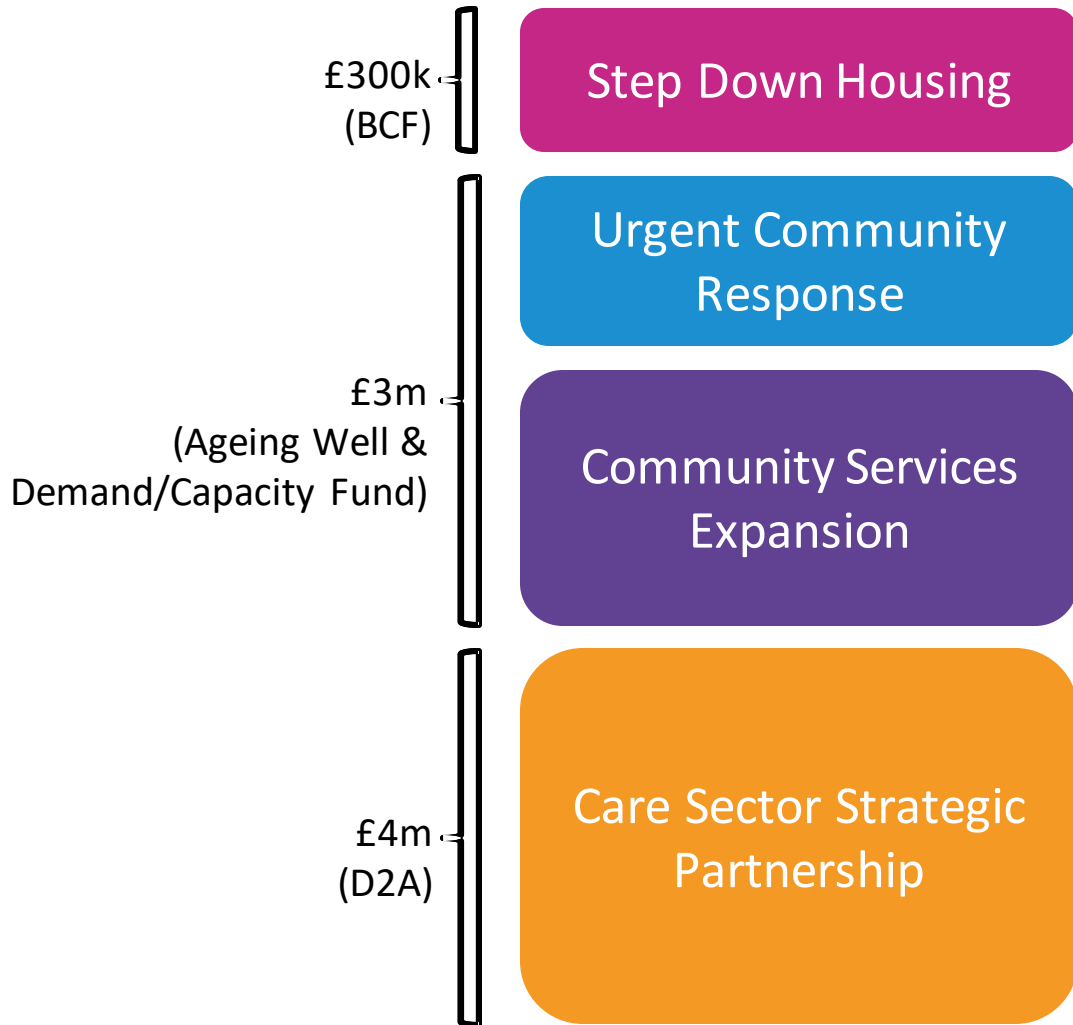 £300k
(BCF)
Step Down Housing
Urgent Community
Response
£3m
(Ageing Well &
Demand/Capacity Fund)
Community Services
Expansion
£4m
(D2A)
Care Sector Strategic
Partnership